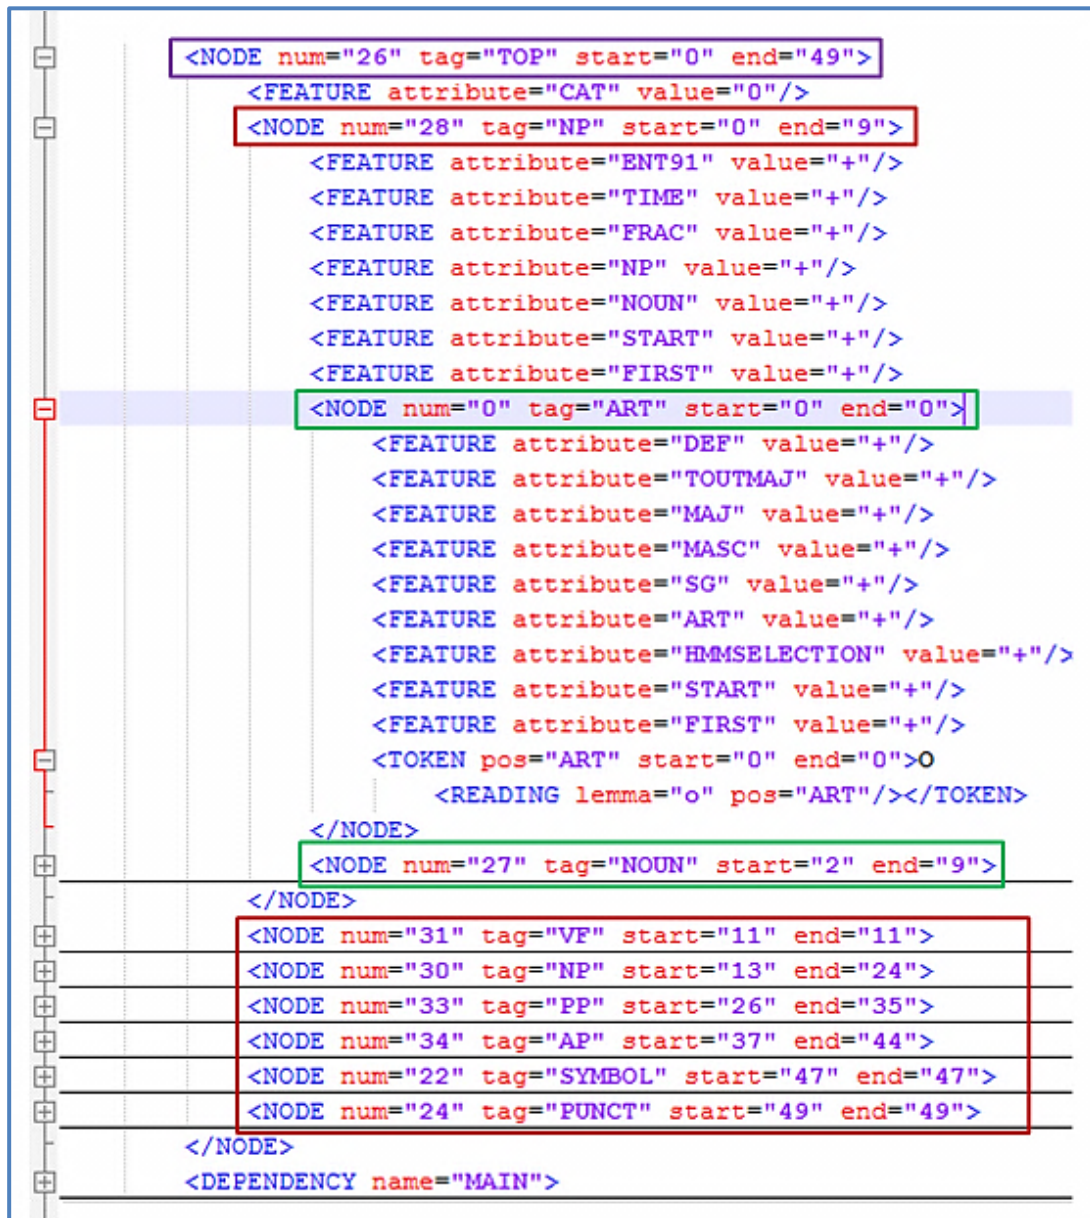 <NODE num="26" tag="TOP" start="0" end="49">
<FEATURE attribute="CAT" value="0"/>
<NODE num="28" tag="NP" start="0" end="9">
<FEATURE attribute="ENT91" value="+"/>
<FEATURE attribute="TIME" value="+"/>
<FEATURE attribute="FRAC" value="+"/>
<FEATURE attribute="NP" value="+"/>
<FEATURE attribute="NOUN" value="+"/>
<FEATURE attribute="START" value="+"/>
<FEATURE attribute="FIRST" value="+"/>
<NODE num="0" tag="ART" start="0" end="0">
<FEATURE attribute="DEF" value="+"/>
<FEATURE attribute="TOUTMAJ" value="+"/>
<FEATURE attribute="MAJ" value="+"/>
<FEATURE attribute="MASC" value="+"/>
<FEATURE attribute="SG" value="+"/>
<FEATURE attribute="ART" value="+"/>
<FEATURE attribute="HMMSELECTION" value="+"/>
<FEATURE attribute="START" value="+"/>
<FEATURE attribute="FIRST" value="+"/>
<TOKEN pos="ART" start="0" end="0">O
<READING lemma="o" pos="ART"/></TOKEN>
</NODE>
<NODE num="27" tag="NOUN" start="2" end="9">
</NODE>
<NODE num="31" tag="VF" start="11" end="11">
<NODE num="30" tag="NP" start="13" end="24">
<NODE num="33" tag="PP" start="26" end="35">
<NODE num="34" tag="AP" start="37" end="44">
<NODE num="22" tag="SYMBOL" start="47" end="47">
<NODE num="24" tag="PUNCT" start="49" end="49">
</NODE>
<DEPENDENCY name="MAIN">